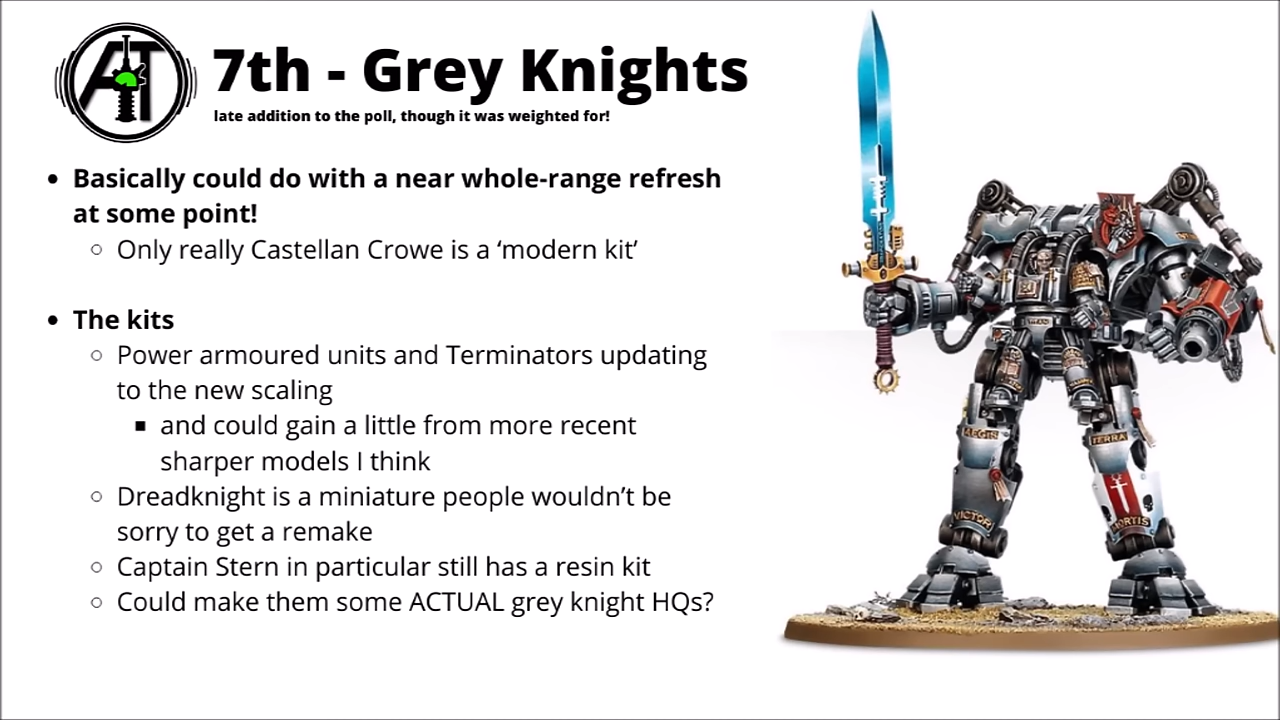 AT
7th - Grey Knights
late addition to the poll, though it was weighted for!
• Basically could do with a near whole-range refresh
at some point!
○ Only really Castellan Crowe is a ‘modern kit’
• The kits
○ Power armoured units and Terminators updating
to the new scaling
■ and could gain a little from more recent
sharper models I think
○ Dreadknight is a miniature people wouldn’t be
sorry to get a remake
○ Captain Stern in particular still has a resin kit
○ Could make them some ACTUAL grey knight HQs?
AEGIS
TERRA
VICTOR
MORTIS